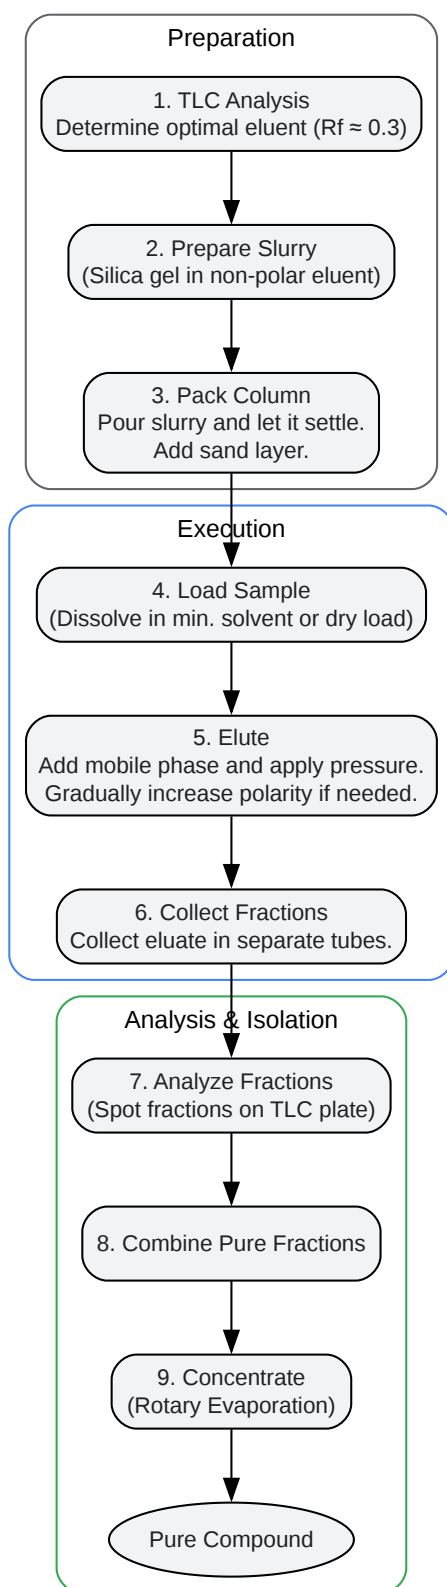 Preparation
1. TLC Analysis
Determine optimal eluent (Rf ≈ 0.3)
2. Prepare Slurry
(Silica gel in non-polar eluent)
3. Pack Column
Pour slurry and let it settle.
Add sand layer.
Execution
4. Load Sample
(Dissolve in min. solvent or dry load)
5. Elute
Add mobile phase and apply pressure.
Gradually increase polarity if needed.
6. Collect Fractions
Collect eluate in separate tubes.
Analysis & Isolation
7. Analyze Fractions
(Spot fractions on TLC plate)
8. Combine Pure Fractions
9. Concentrate
(Rotary Evaporation)
Pure Compound